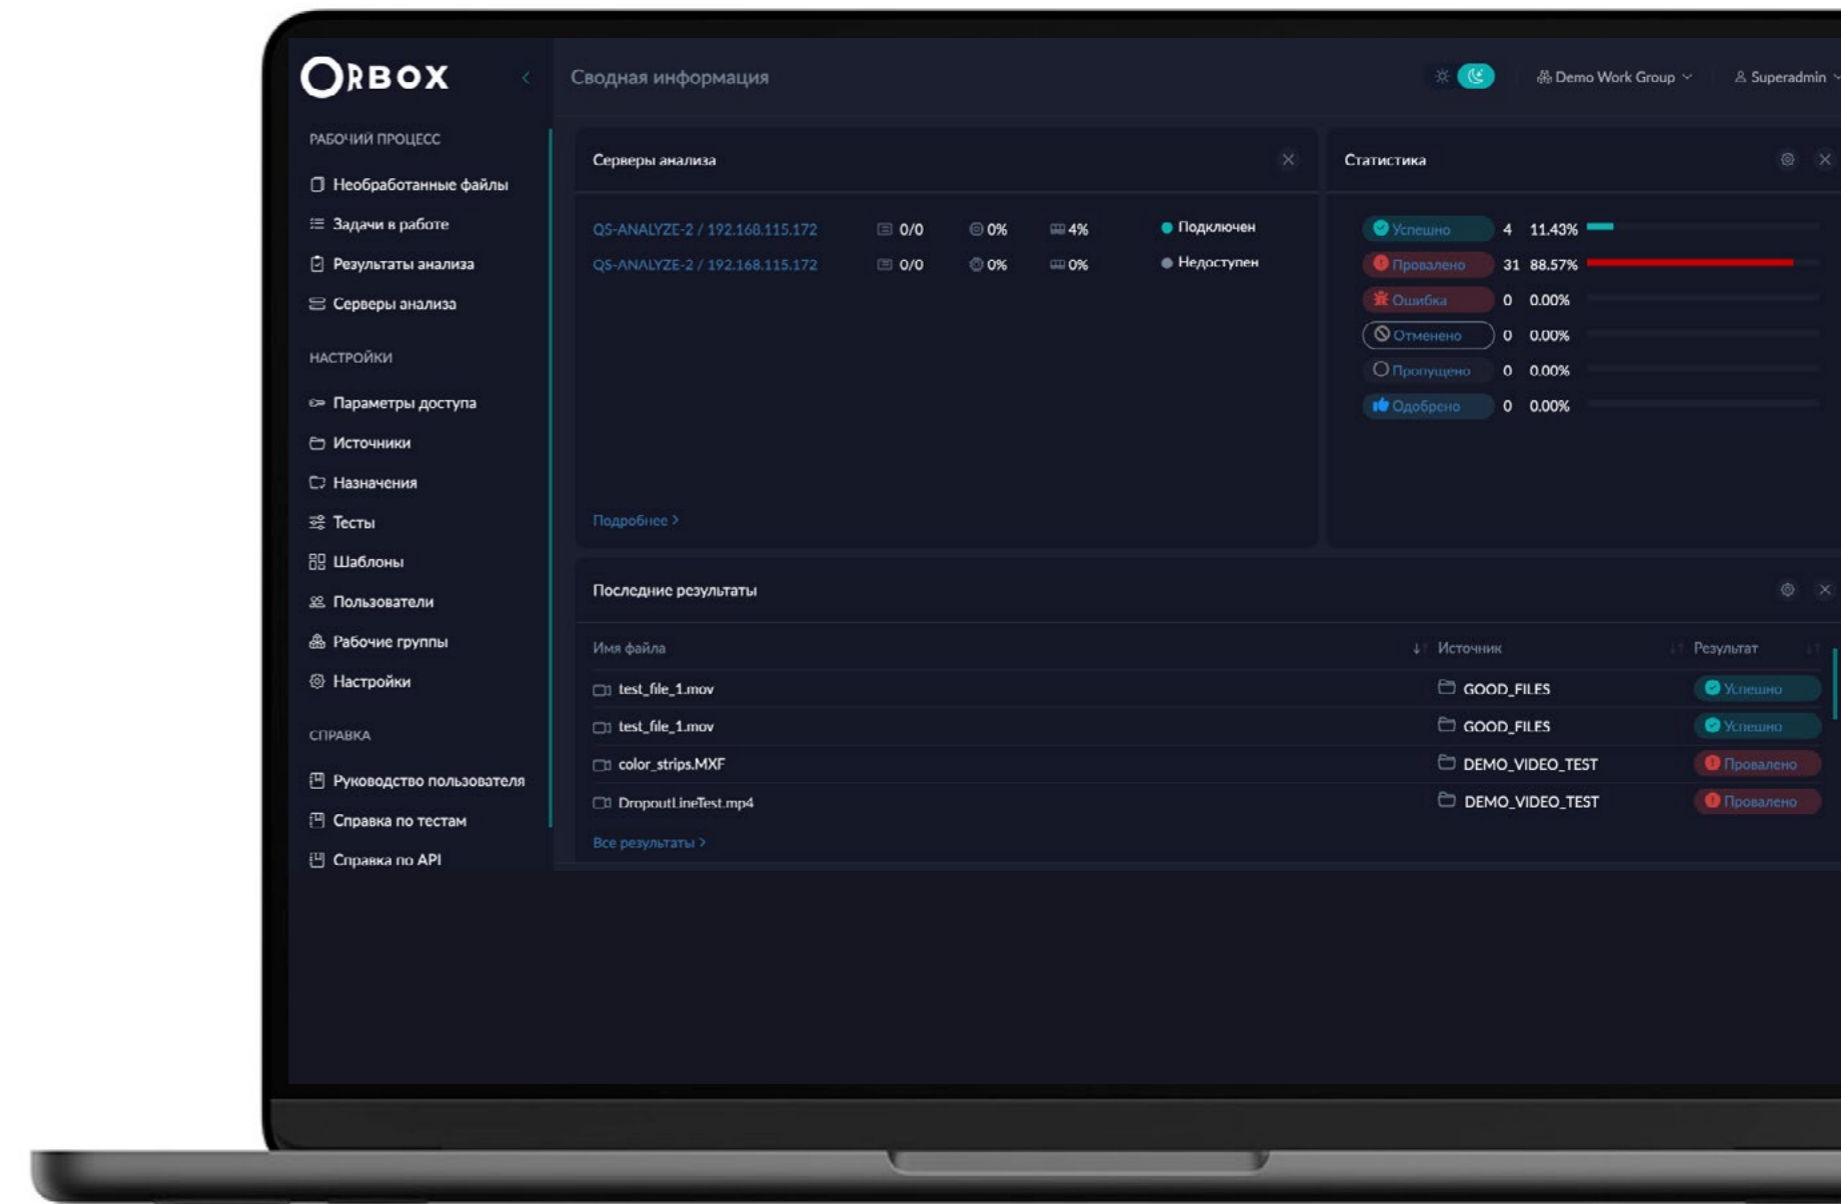 ORBOX
РАБОЧИЙ ПРОЦЕСС
Необработанные файлы
Задачи в работе
Результаты анализа
Серверы анализа
НАСТРОЙКИ
Параметры доступа
Источники
Назначения
Тесты
Шаблоны
Пользователи
Рабочие группы
Настройки
СПРАВКА
Руководство пользователя
Справка по тестам
Справка по API
Сводная информация
Demo Work Group
Superadmin
Серверы анализа
QS-ANALYZE-2 / 192.168.115.172 0/0 0% 4% Подключен
QS-ANALYZE-2 / 192.168.115.172 0/0 0% 0% Недоступен
Подробнее >
Статистика
Успешно 4 11.43%
Провалено 31 88.57%
Ошибка 0 0.00%
Отменено 0 0.00%
Пропущено 0 0.00%
Одобрено 0 0.00%
Последние результаты
Имя файла Источник Результат
test_file_1.mov GOOD_FILES Успешно
test_file_1.mov GOOD_FILES Успешно
color_strips.MXF DEMO_VIDEO_TEST Провалено
DropoutLineTest.mp4 DEMO_VIDEO_TEST Провалено
Все результаты >